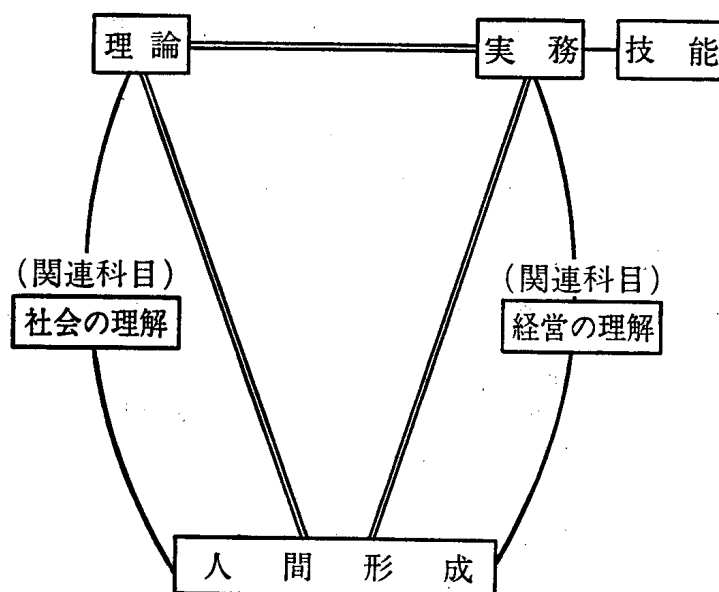 理論
実務
技能
(関連科目)
社会の理解
(関連科目)
経営の理解
人間形成